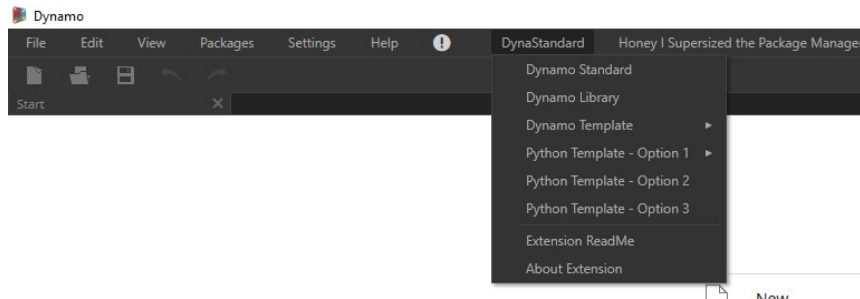 Dynamo
File Edit View Packages Settings Help ! DynaStandard Honey I Supersized the Package Manage
Start
Dynamo Standard
Dynamo Library
Dynamo Template
Python Template - Option 1
Python Template - Option 2
Python Template - Option 3
Extension ReadMe
About Extension
New